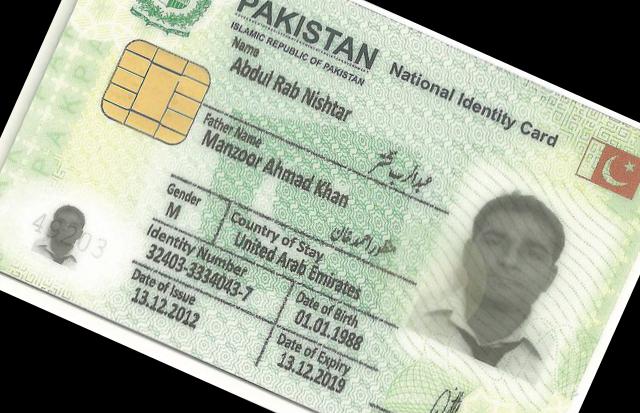 PAKISTAN
National Identity Card
ISLAMIC REPUBLIC OF PAKISTAN
Name
Abdul Rab Nishtar
عبدالرب نشتر
Father Name
Manzoor Ahmad Khan
منظور احمد خان
Gender
M
Country of Stay
United Arab Emirates
Identity Number
32403-3334043-7
Date of Birth
01.01.1988
Date of Issue
13.12.2012
Date of Expiry
13.12.2019